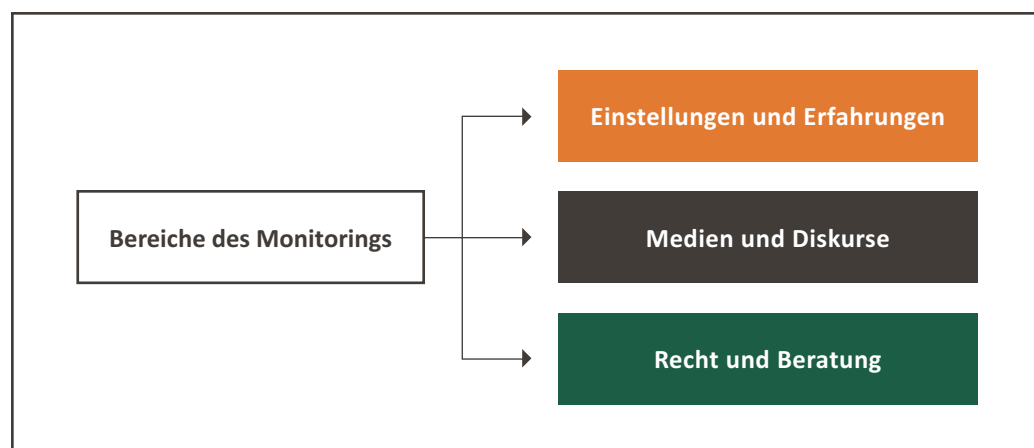 Einstellungen und Erfahrungen
Bereiche des Monitorings
Medien und Diskurse
Recht und Beratung